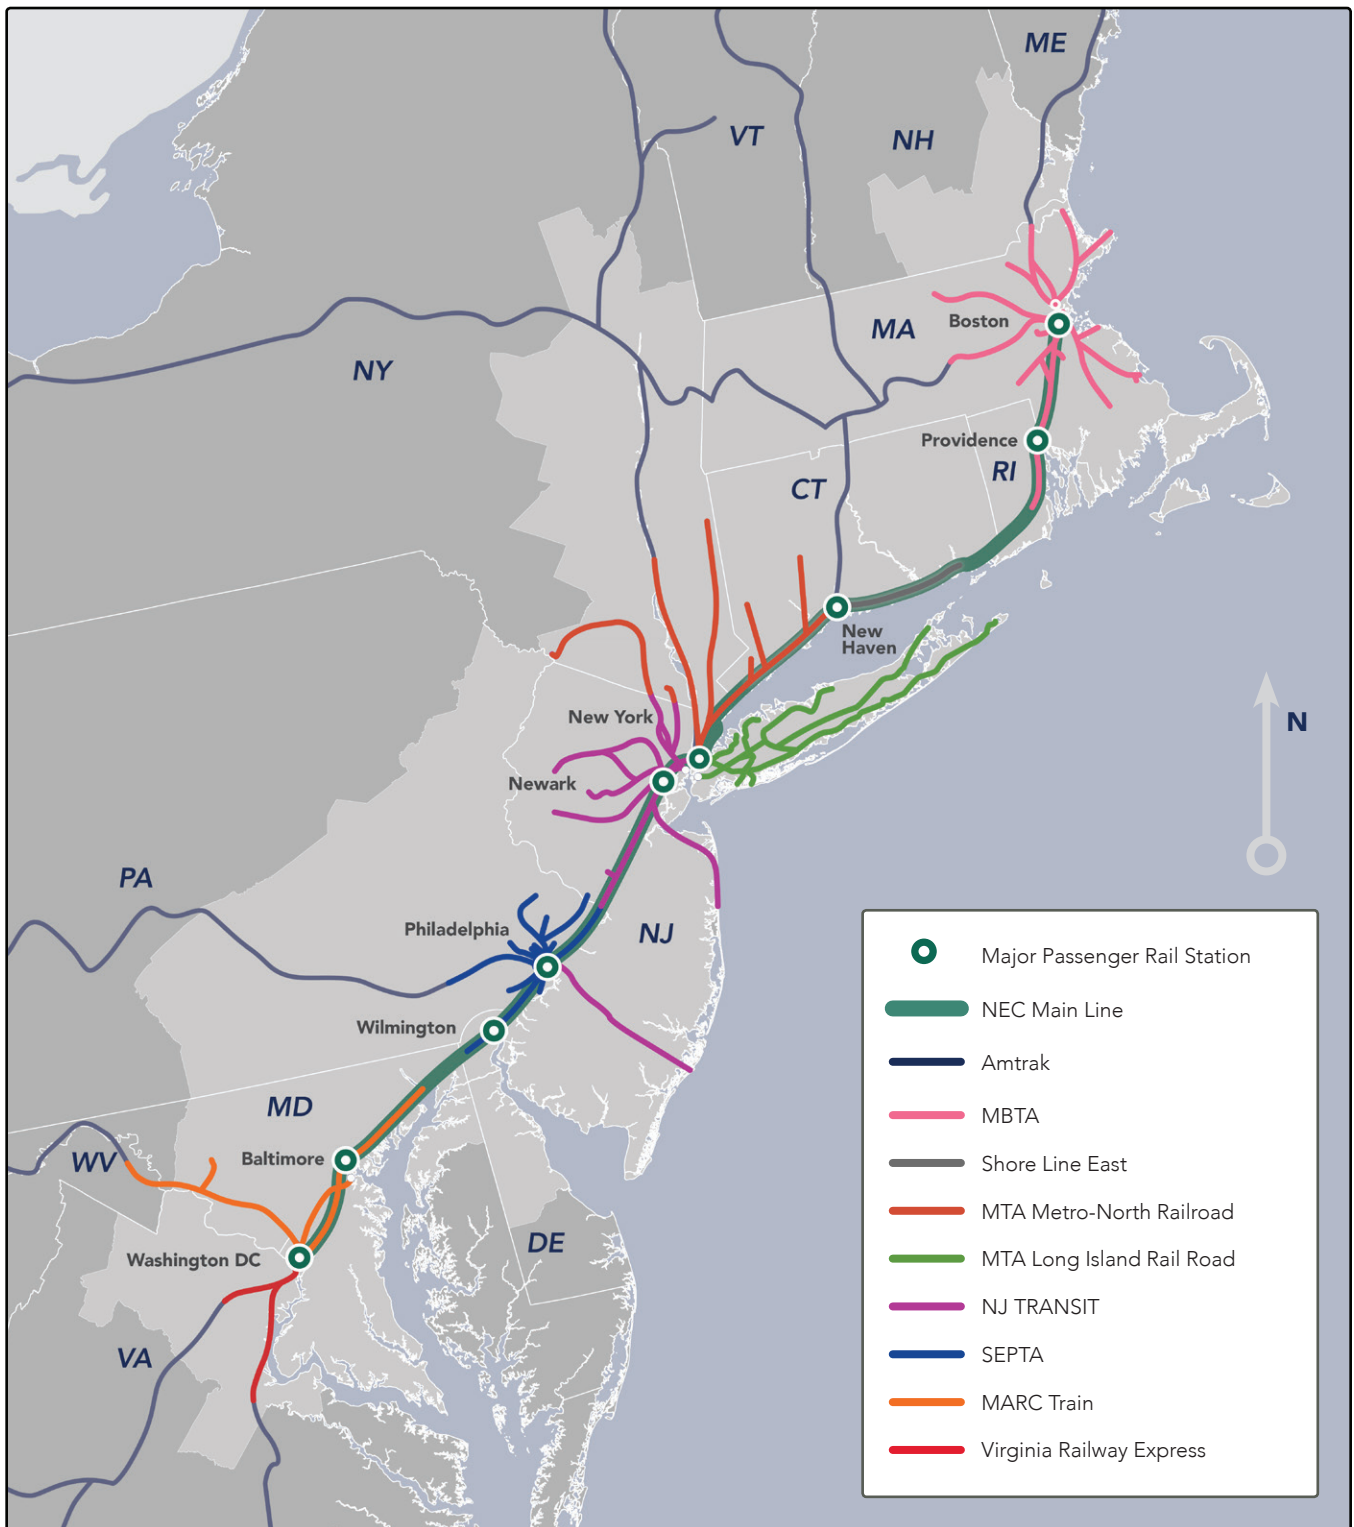 ME
VT
NH
MA
Boston
NY
Providence
RI
CT
New
Haven
New York
N
Newark
PA
Philadelphia
NJ
Wilmington
MD
Baltimore
WV
DE
Washington DC
VA
Major Passenger Rail Station
NEC Main Line
Amtrak
MBTA
Shore Line East
MTA Metro-North Railroad
MTA Long Island Rail Road
NJ TRANSIT
SEPTA
MARC Train
Virginia Railway Express